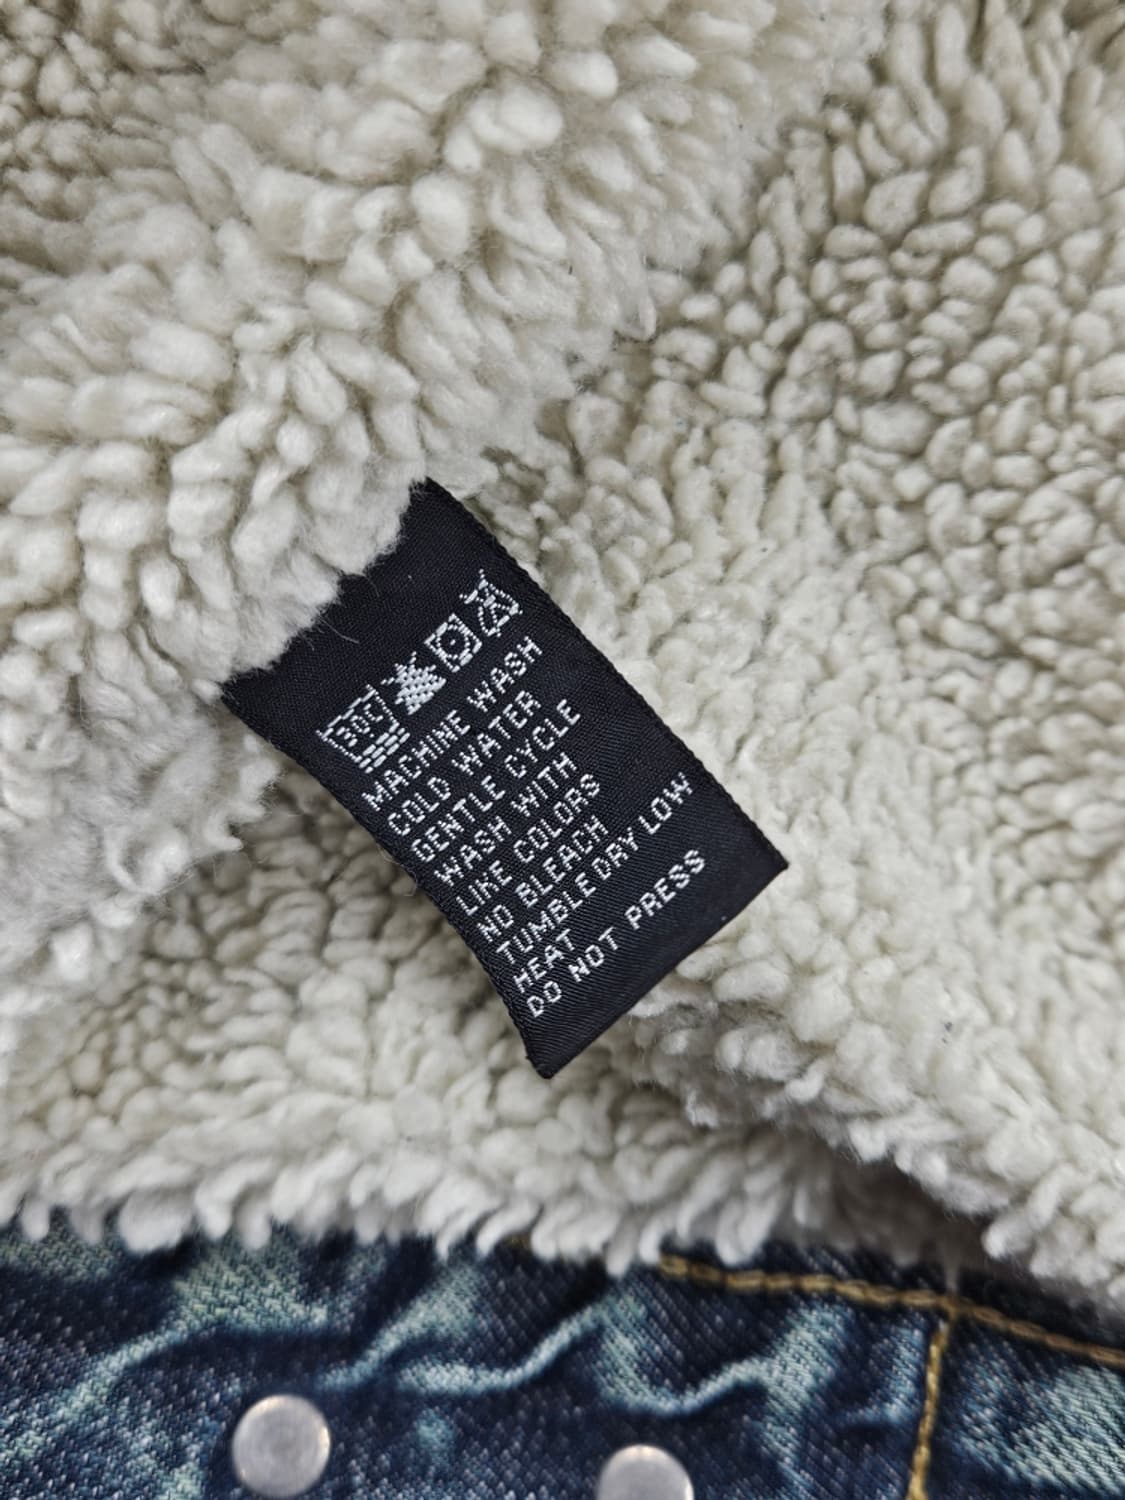 30C
MACHINE WASH
COLD WATER
GENTLE CYCLE
WASH WITH
LIKE COLORS
NO BLEACH
TUMBLE DRY LOW
HEAT
DO NOT PRESS